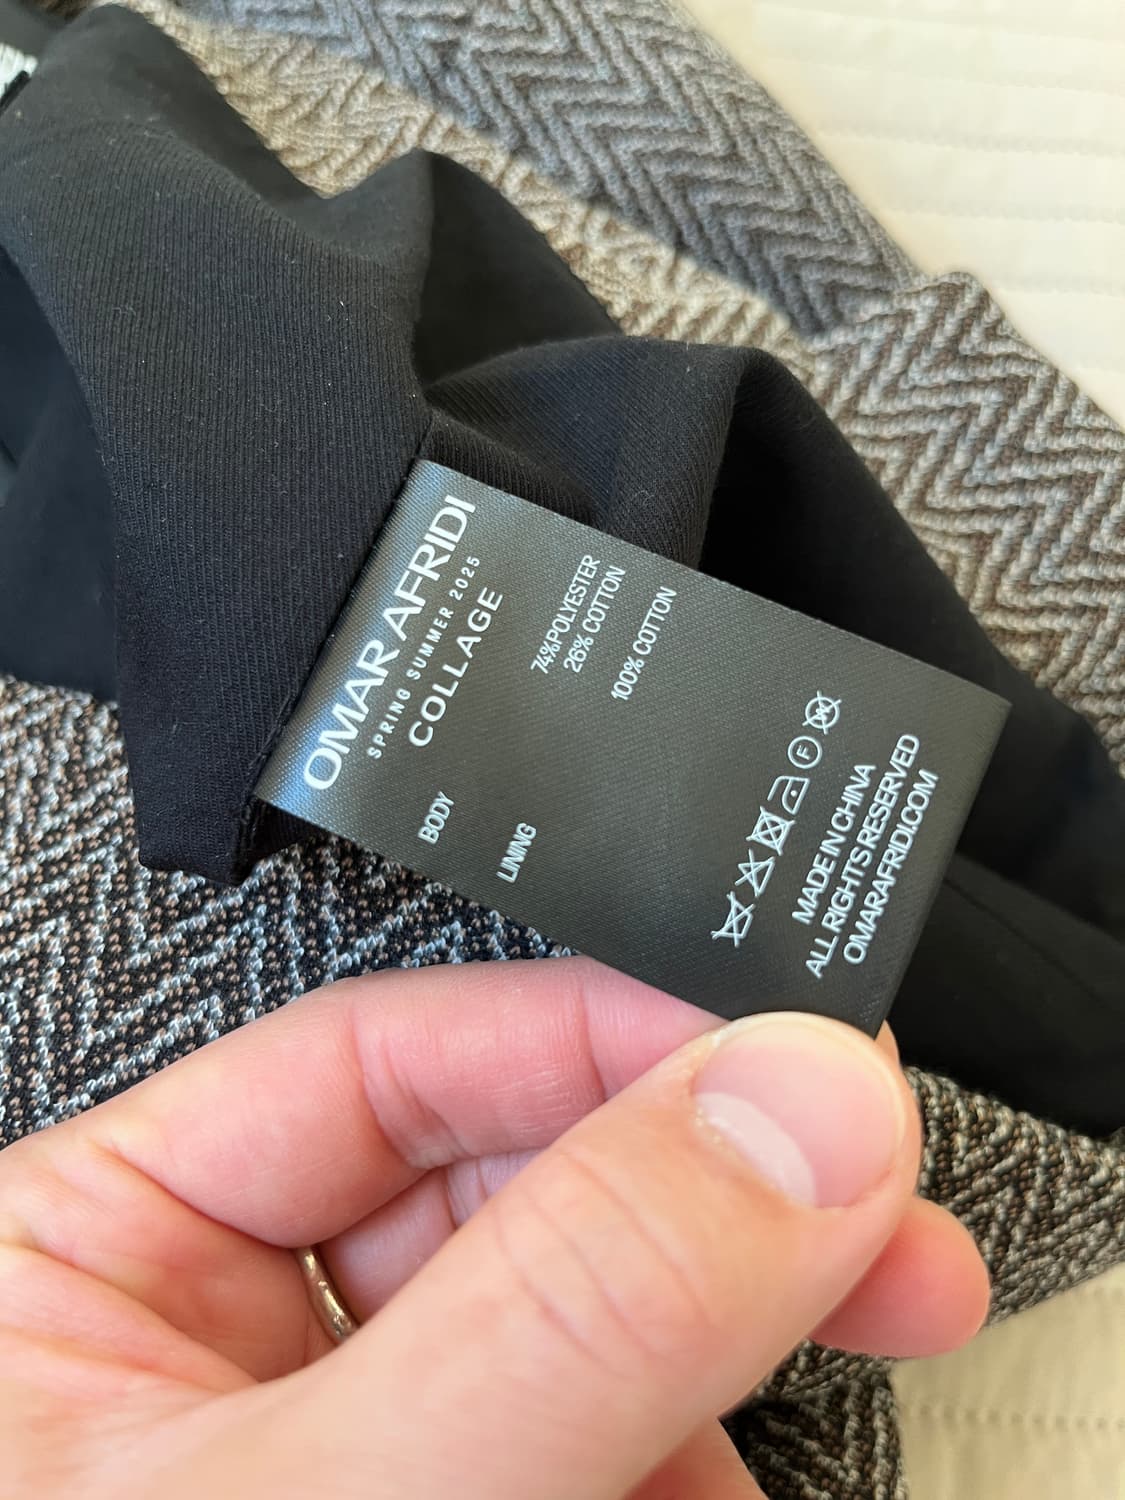 OMAR AFRIDI
SPRING SUMMER 2025
COLLAGE
BODY
74%POLYESTER
26% COTTON
LINING
100% COTTON
F
W
MADE IN CHINA
ALL RIGHTS RESERVED
OMARAFRIDI.COM